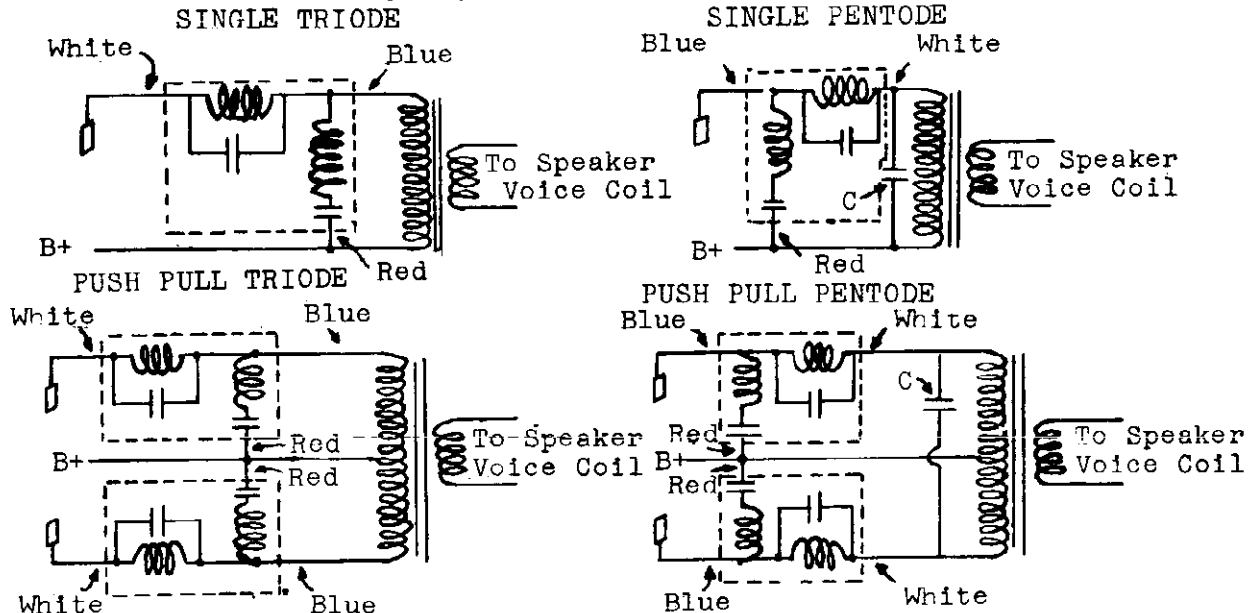 SINGLE TRIODE
White
Blue
To Speaker
Voice Coil
B+
Red
SINGLE PENTODE
Blue
White
C
To Speaker
Voice Coil
B+
Red
PUSH PULL TRIODE
White
Blue
Red
B+
Red
To Speaker
Voice Coil
White
Blue
PUSH PULL PENTODE
Blue
White
C
Red
B+
Red
To Speaker
Voice Coil
Blue
White